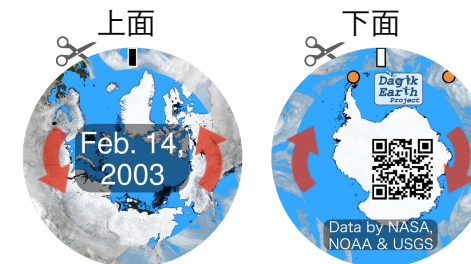 上面
下面
Feb. 14,
2003
Dagik
Earth
Project
Data by NASA,
NOAA & USGS